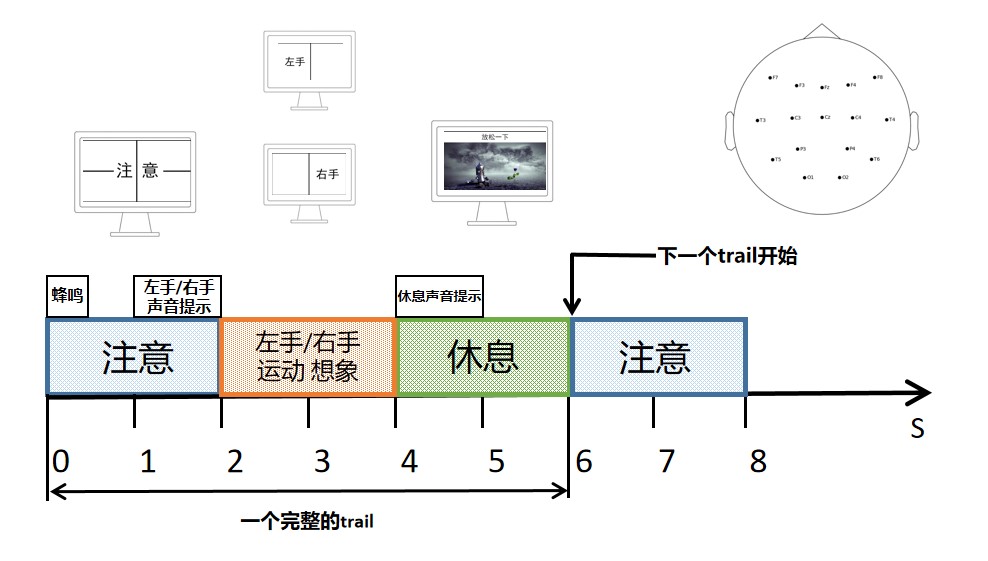 左手
注 意
右手
放松一下
F7
F3
Fz
F4
F8
T3
C3
Cz
C4
T4
P3
P4
T5
T6
O1
O2
下一个trail开始
蜂鸣
左手/右手
声音提示
休息声音提示
注意
左手/右手
运动 想象
休息
注意
S
0 1 2 3 4 5 6 7 8
一个完整的trail